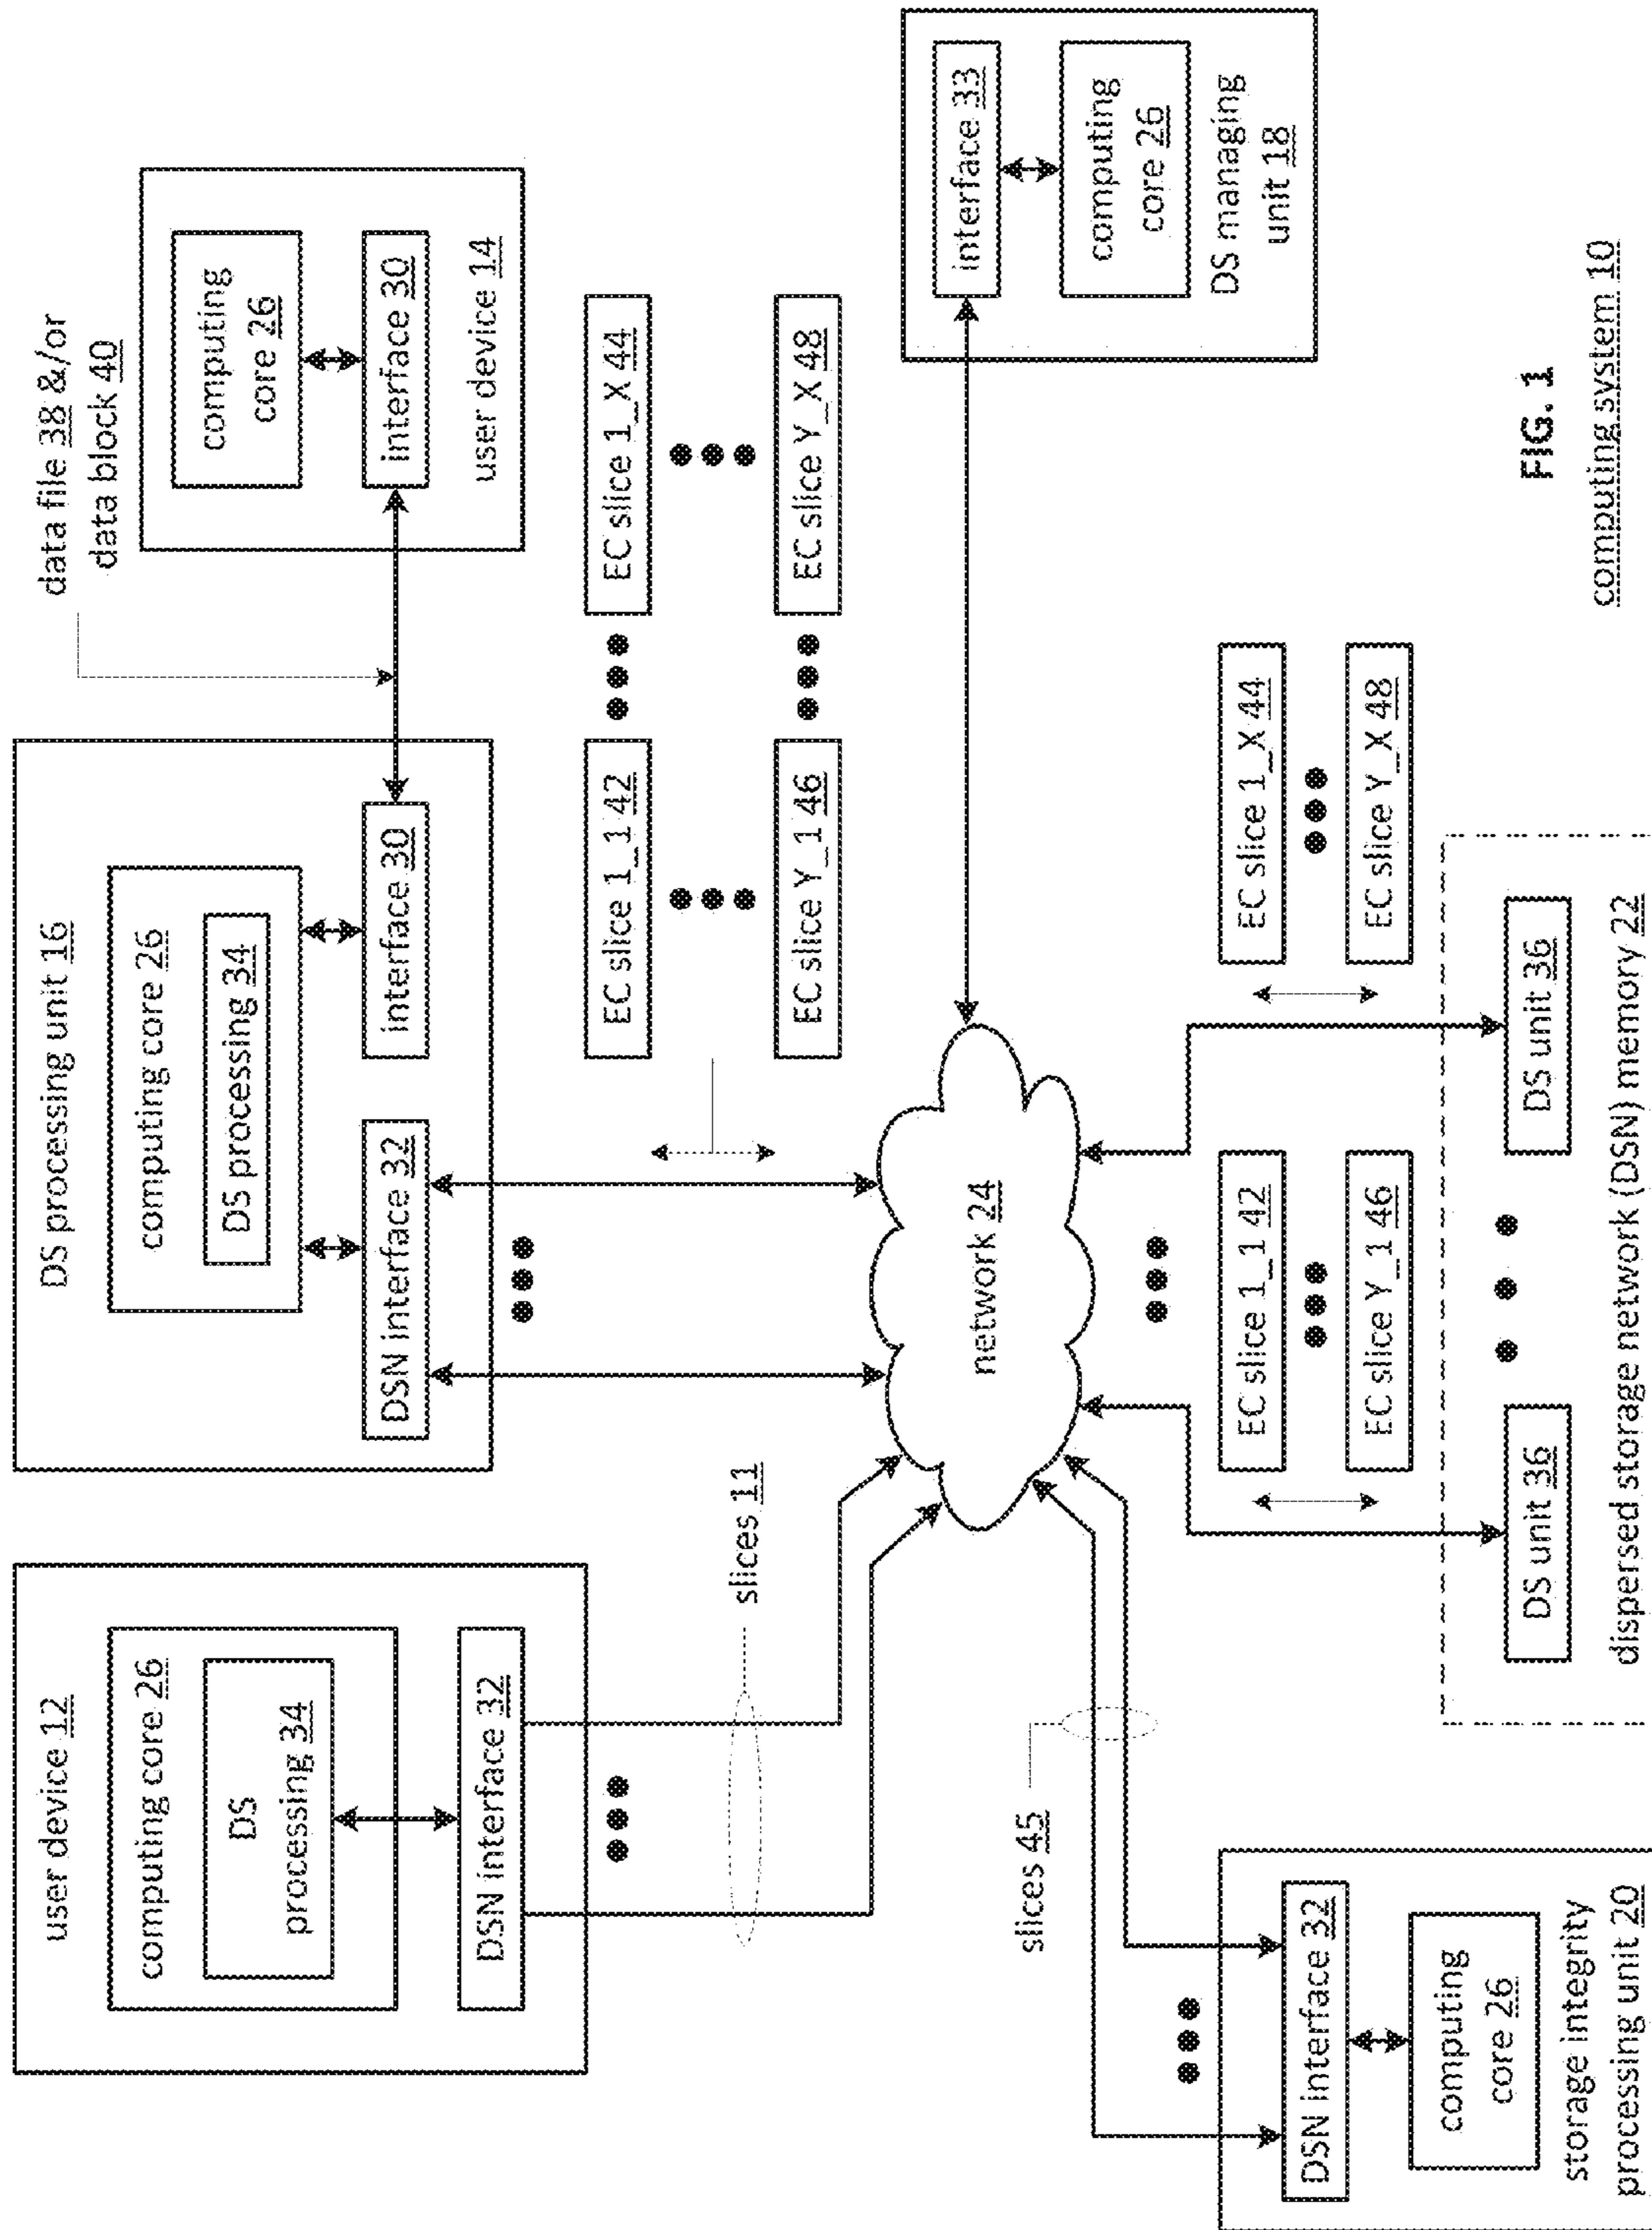 user device 12
computing core 26
DS
processing 34
DSN interface 32
slices 11
DS processing unit 16
computing core 26
DS processing 34
DSN interface 32
interface 30
data file 38 &/or
data block 40
computing
core 26
interface 30
user device 14
EC slice 1_1 42
EC slice 1_X 44
EC slice Y_1 46
EC slice Y_X 48
network 24
interface 33
computing
core 26
DS managing
unit 18
slices 45
DSN interface 32
computing
core 26
storage integrity
processing unit 20
EC slice 1_1 42
EC slice Y_1 46
EC slice 1_X 44
EC slice Y_X 48
DS unit 36
DS unit 36
dispersed storage network (DSN) memory 22
FIG. 1
computing system 10